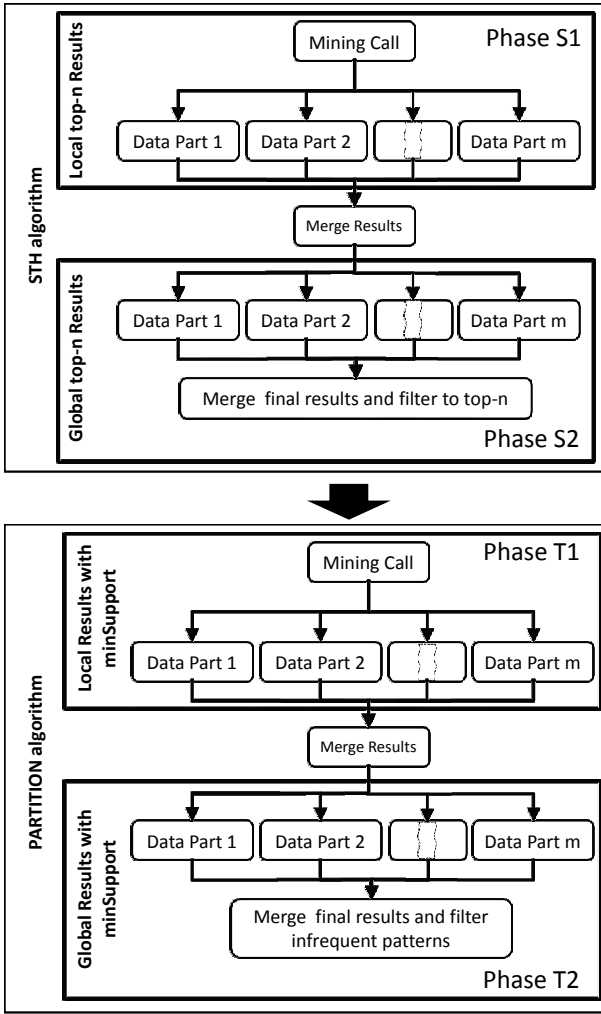 STH algorithm
Local top-n Results
Phase S1
Mining Call
Data Part 1
Data Part 2
Data Part m
Merge Results
Global top-n Results
Data Part 1
Data Part 2
Data Part m
Merge final results and filter to top-n
Phase S2
PARTITION algorithm
Local Results with
minSupport
Phase T1
Mining Call
Data Part 1
Data Part 2
Data Part m
Merge Results
Global Results with
minSupport
Data Part 1
Data Part 2
Data Part m
Merge final results and filter
infrequent patterns
Phase T2